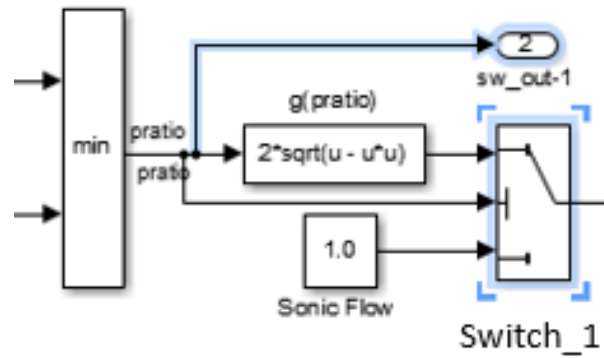 2
sw_out-1
g(pratio)
min
pratio
pratio
2*sqrt(u - u*u)
1.0
Sonic Flow
Switch_1